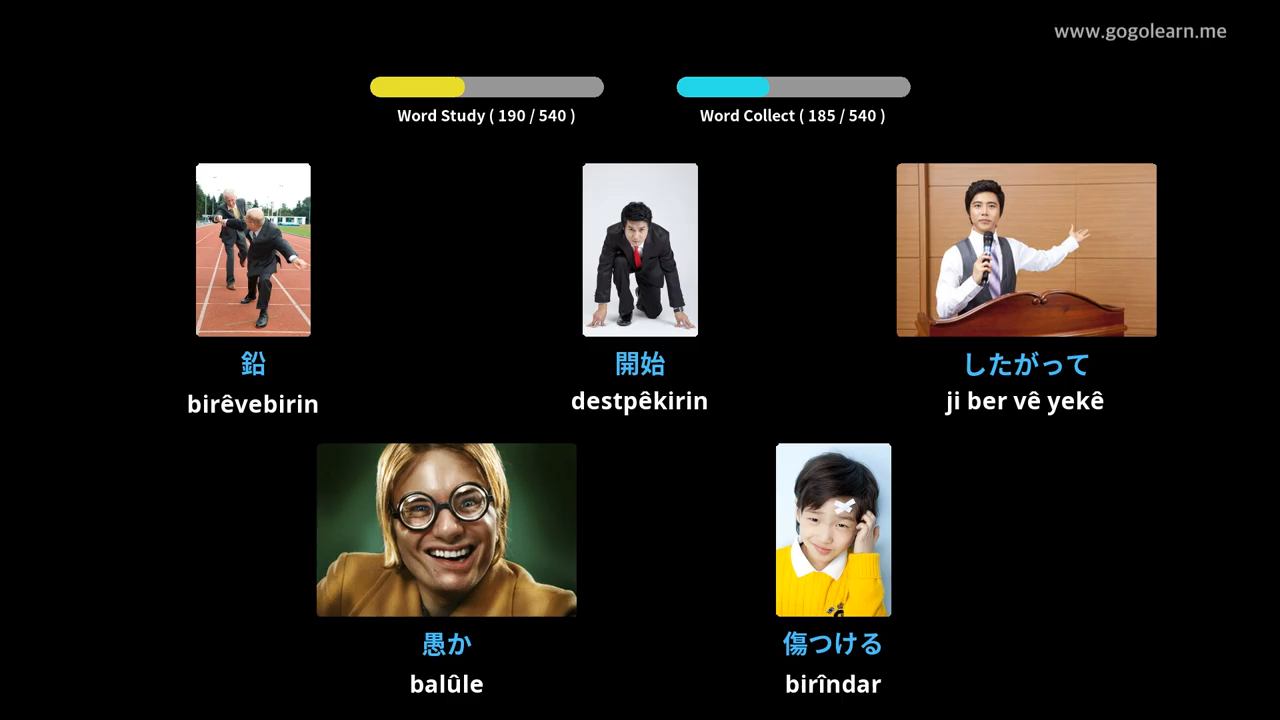 www.gogolearn.me
Word Study ( 190 / 540 )
Word Collect ( 185 / 540 )
鉛
birêvebirin
開始
destpêkirin
したがって
ji ber vê yekê
愚か
balûle
傷つける
birîndar